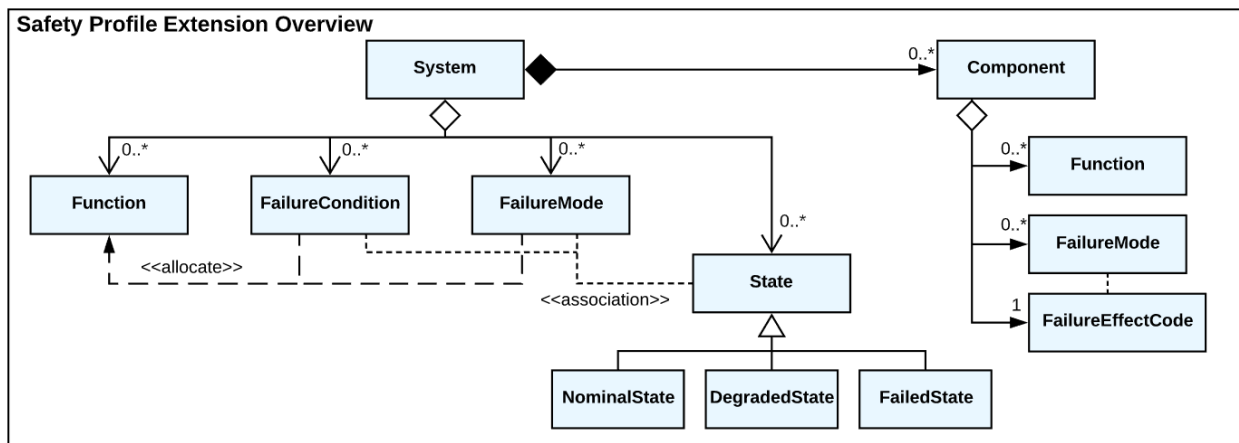 Safety Profile Extension Overview
System
0..*
Component
0..*
0..*
0..*
0..*
Function
Function
FailureCondition
FailureMode
0..*
0..*
FailureMode
<<allocate>>
State
<<association>>
1
FailureEffectCode
NominalState
DegradedState
FailedState